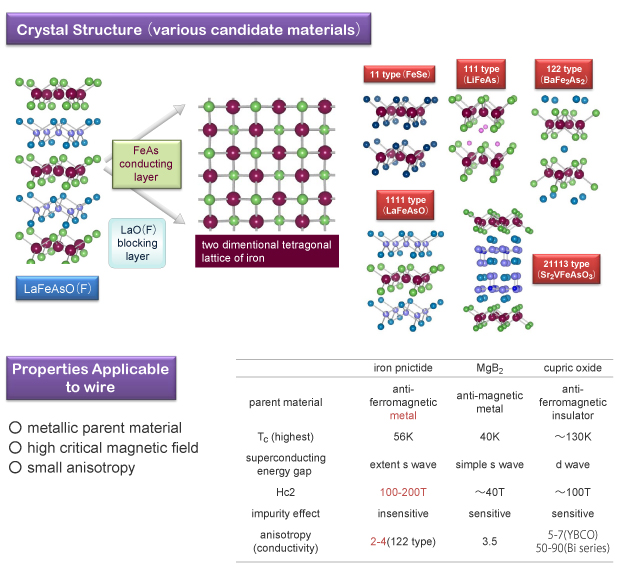 Crystal Structure (various candidate materials)
FeAs
conducting
layer
LaO(F)
blocking
layer
LaFeAsO(F)
two dimentional tetragonal
lattice of iron
11 type(FeSe)
111 type
(LiFeAs)
122 type
(BaFe₂As₂)
1111 type
(LaFeAsO)
21113 type
(Sr₂VFeAsO₃)
Properties Applicable
to wire
○ metallic parent material
○ high critical magnetic field
○ small anisotropy
iron pnictide MgB₂ cupric oxide
parent material anti-ferromagnetic metal anti-magnetic metal anti-ferromagnetic insulator
Tc (highest) 56K 40K ～130K
superconducting energy gap extent s wave simple s wave d wave
Hc2 100-200T ～40T ～100T
impurity effect insensitive sensitive sensitive
anisotropy (conductivity) 2-4(122 type) 3.5 5-7(YBCO) 50-90(Bi series)